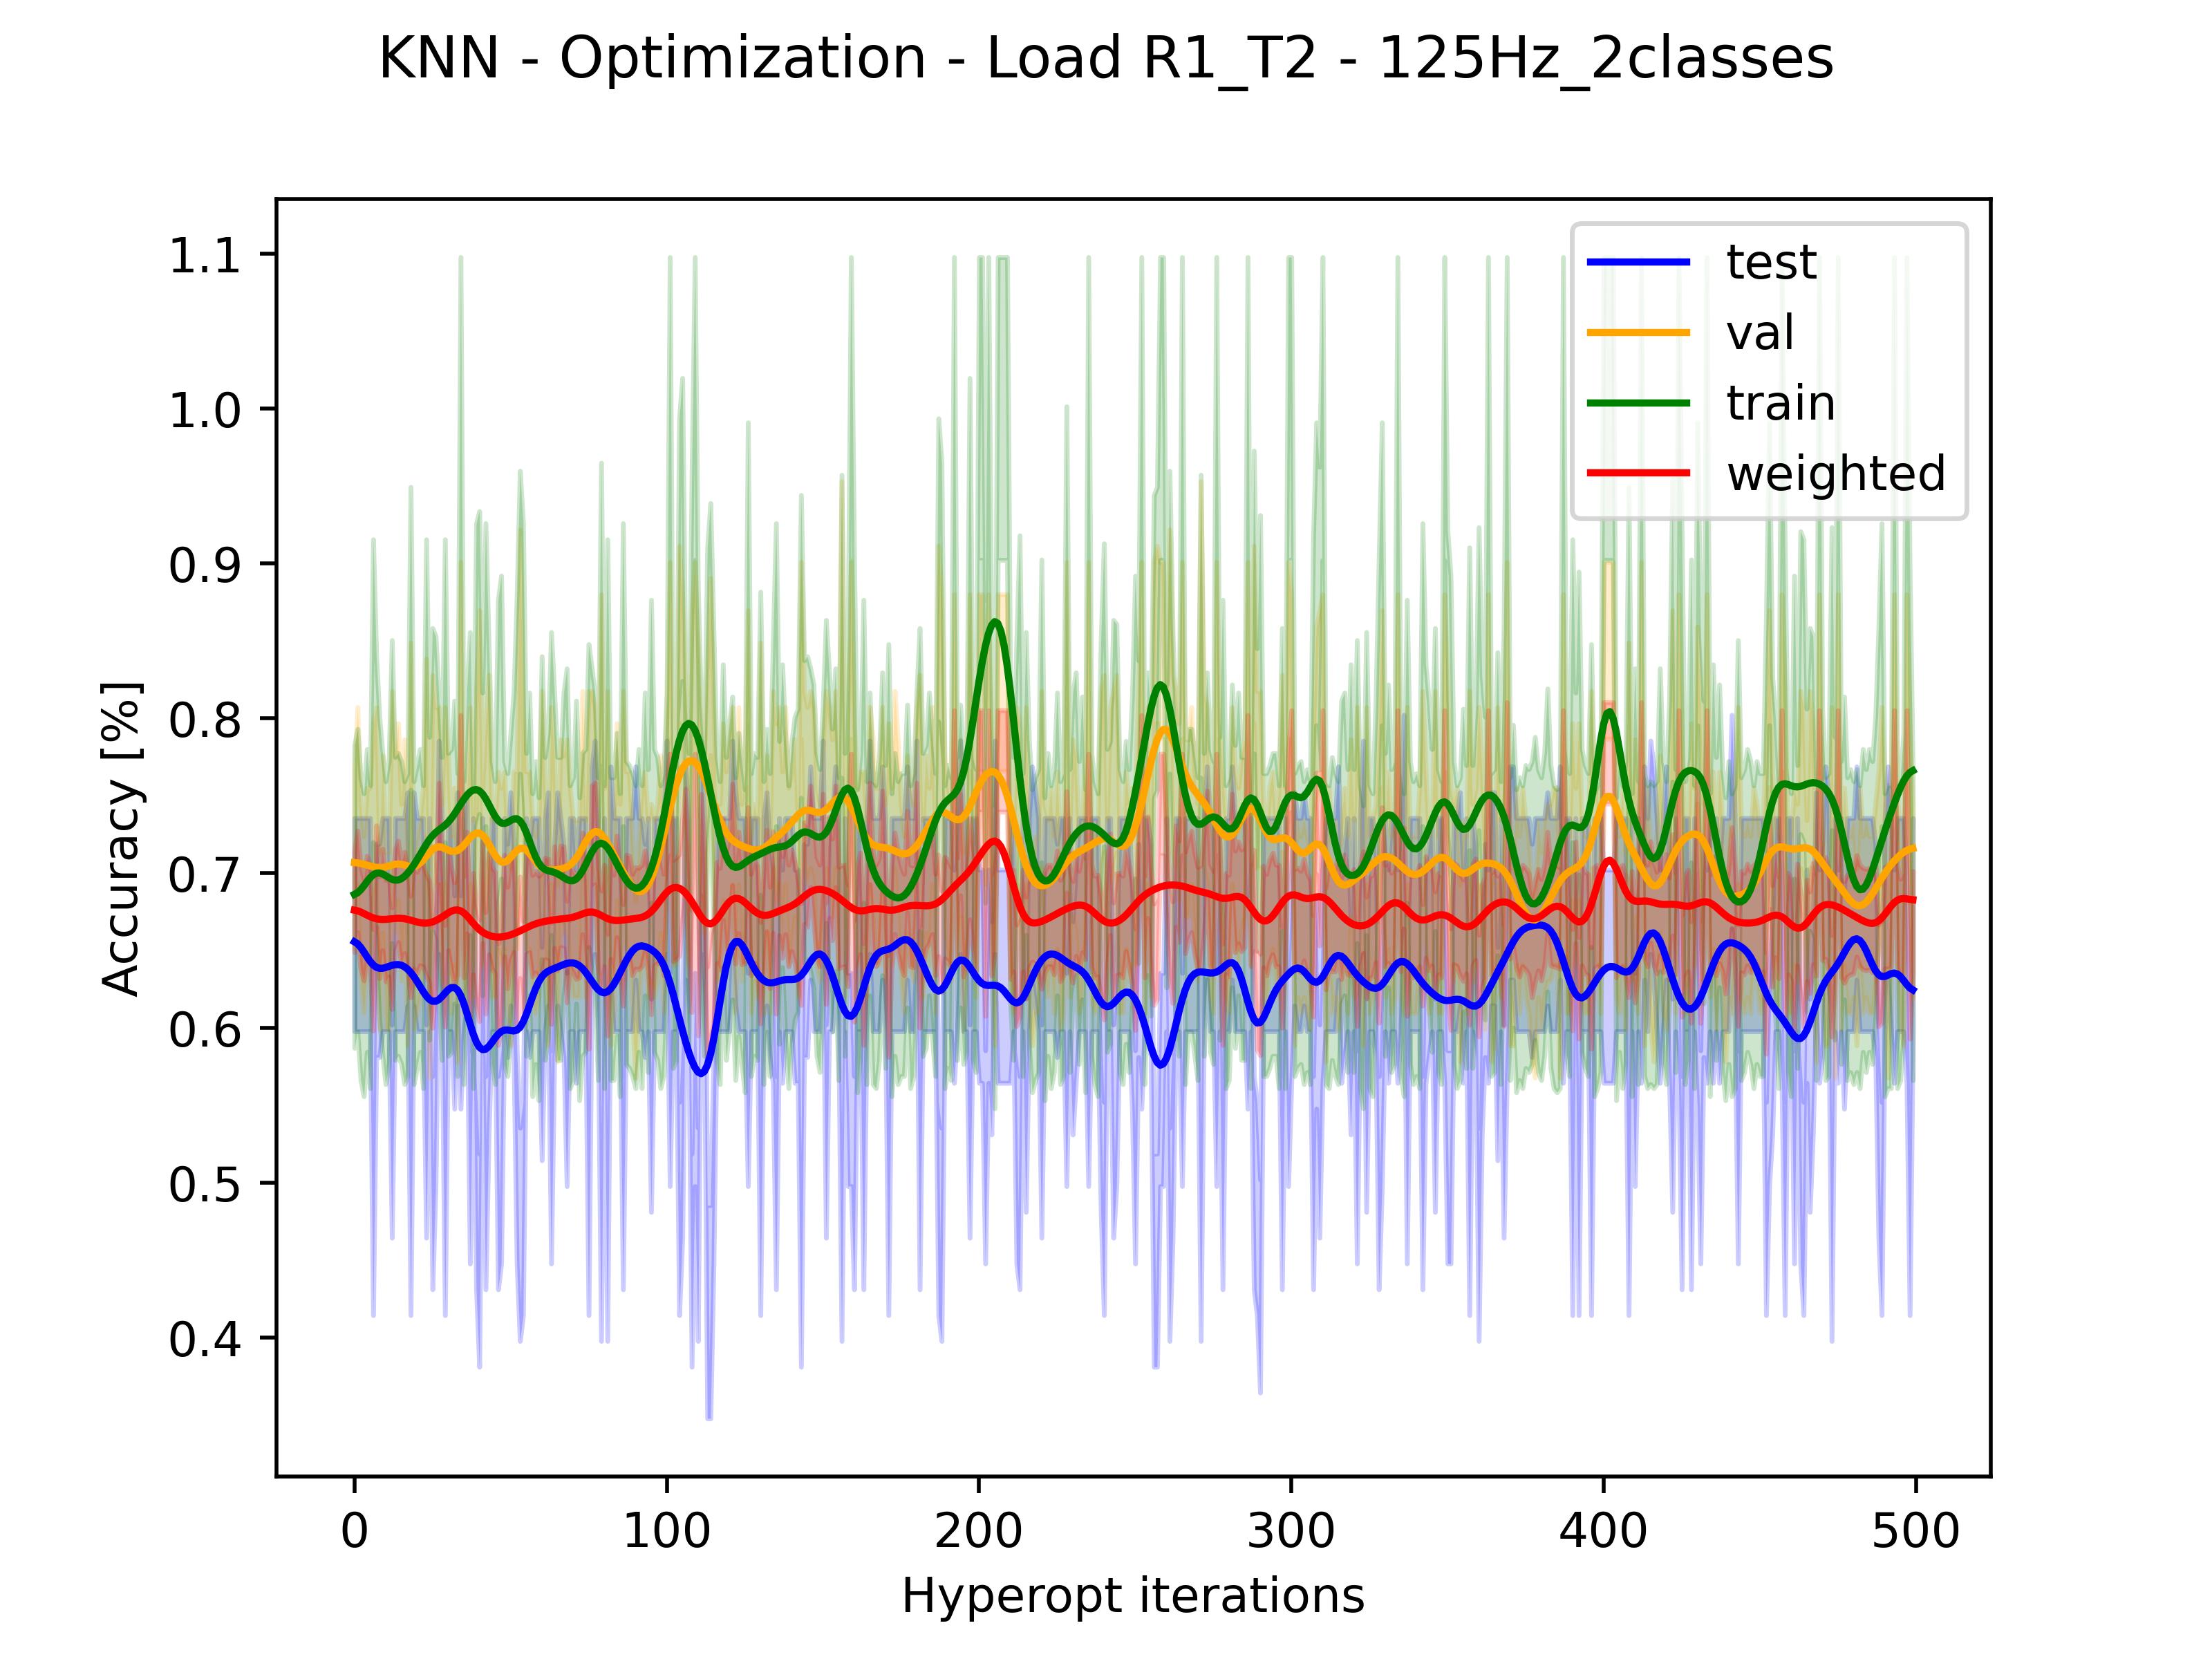 KNN - Optimization - Load R1_T2 - 125Hz_2classes
1.1
1.0
0.9
0.8
0.7
0.6
0.5
0.4
Accuracy [%]
test
val
train
weighted
0 100 200 300 400 500
Hyperopt iterations